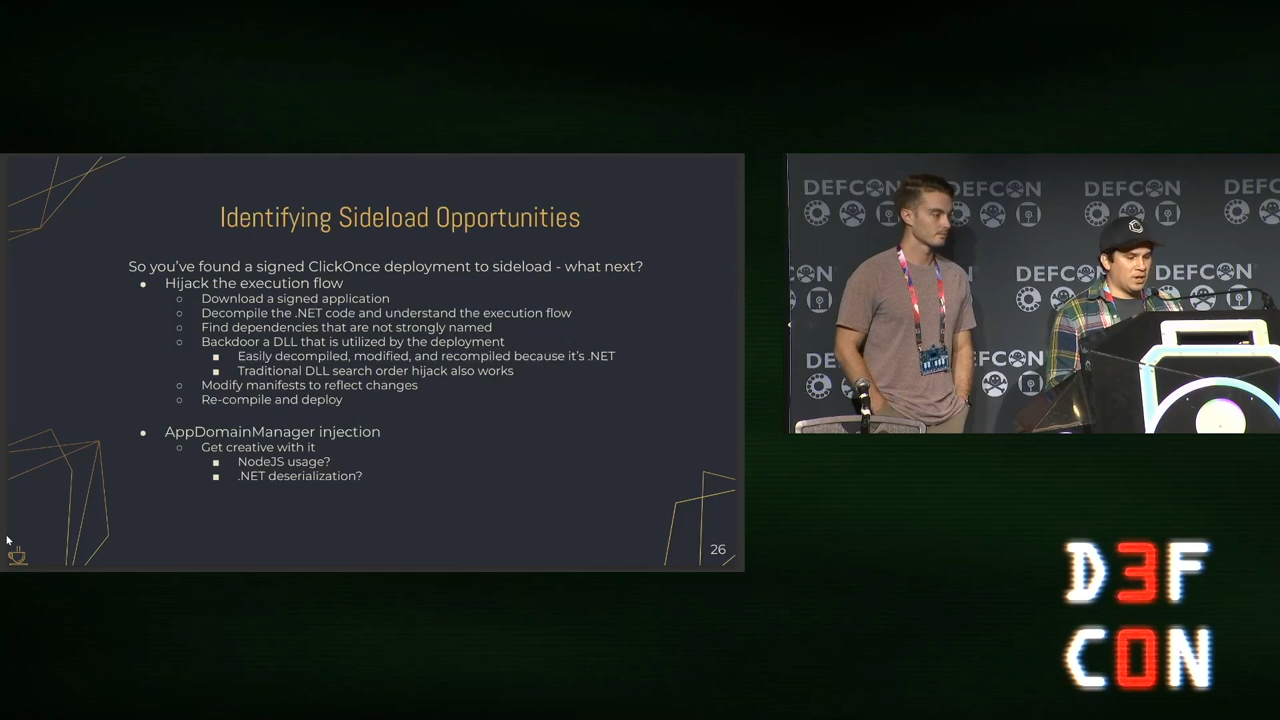 Identifying Sideload Opportunities
So you've found a signed ClickOnce deployment to sideload - what next?
● Hijack the execution flow
○ Download a signed application
○ Decompile the .NET code and understand the execution flow
○ Find dependencies that are not strongly named
○ Backdoor a DLL that is utilized by the deployment
■ Easily decompiled, modified, and recompiled because it's .NET
■ Traditional DLL search order hijack also works
○ Modify manifests to reflect changes
○ Re-compile and deploy
● AppDomainManager injection
○ Get creative with it
■ NodeJS usage?
■ .NET deserialization?
26
DEFCON DEFCON DEFCON DEF
CON DEFCON DEFCON
DEF
D3F
C0N